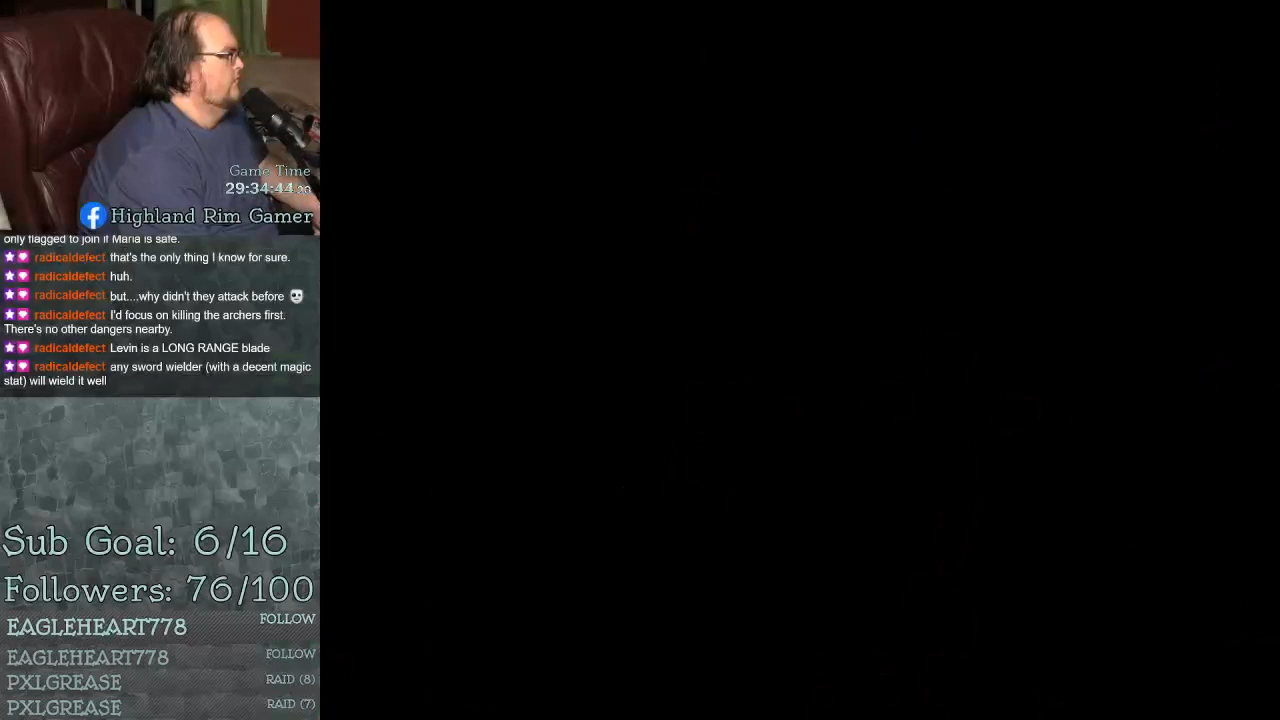 Game Time
29:34:44.20
Highland Rim Gamer
only flagged to join if Maria is safe.
radicaldefect that's the only thing I know for sure.
radicaldefect huh.
radicaldefect but....why didn't they attack before
radicaldefect I'd focus on killing the archers first.
There's no other dangers nearby.
radicaldefect Levin is a LONG RANGE blade
radicaldefect any sword wielder (with a decent magic
stat) will wield it well
Sub Goal: 6/16
Followers: 76/100
EAGLEHEART778 FOLLOW
EAGLEHEART778 FOLLOW
PXLGREASE RAID (8)
PXLGREASE RAID (7)